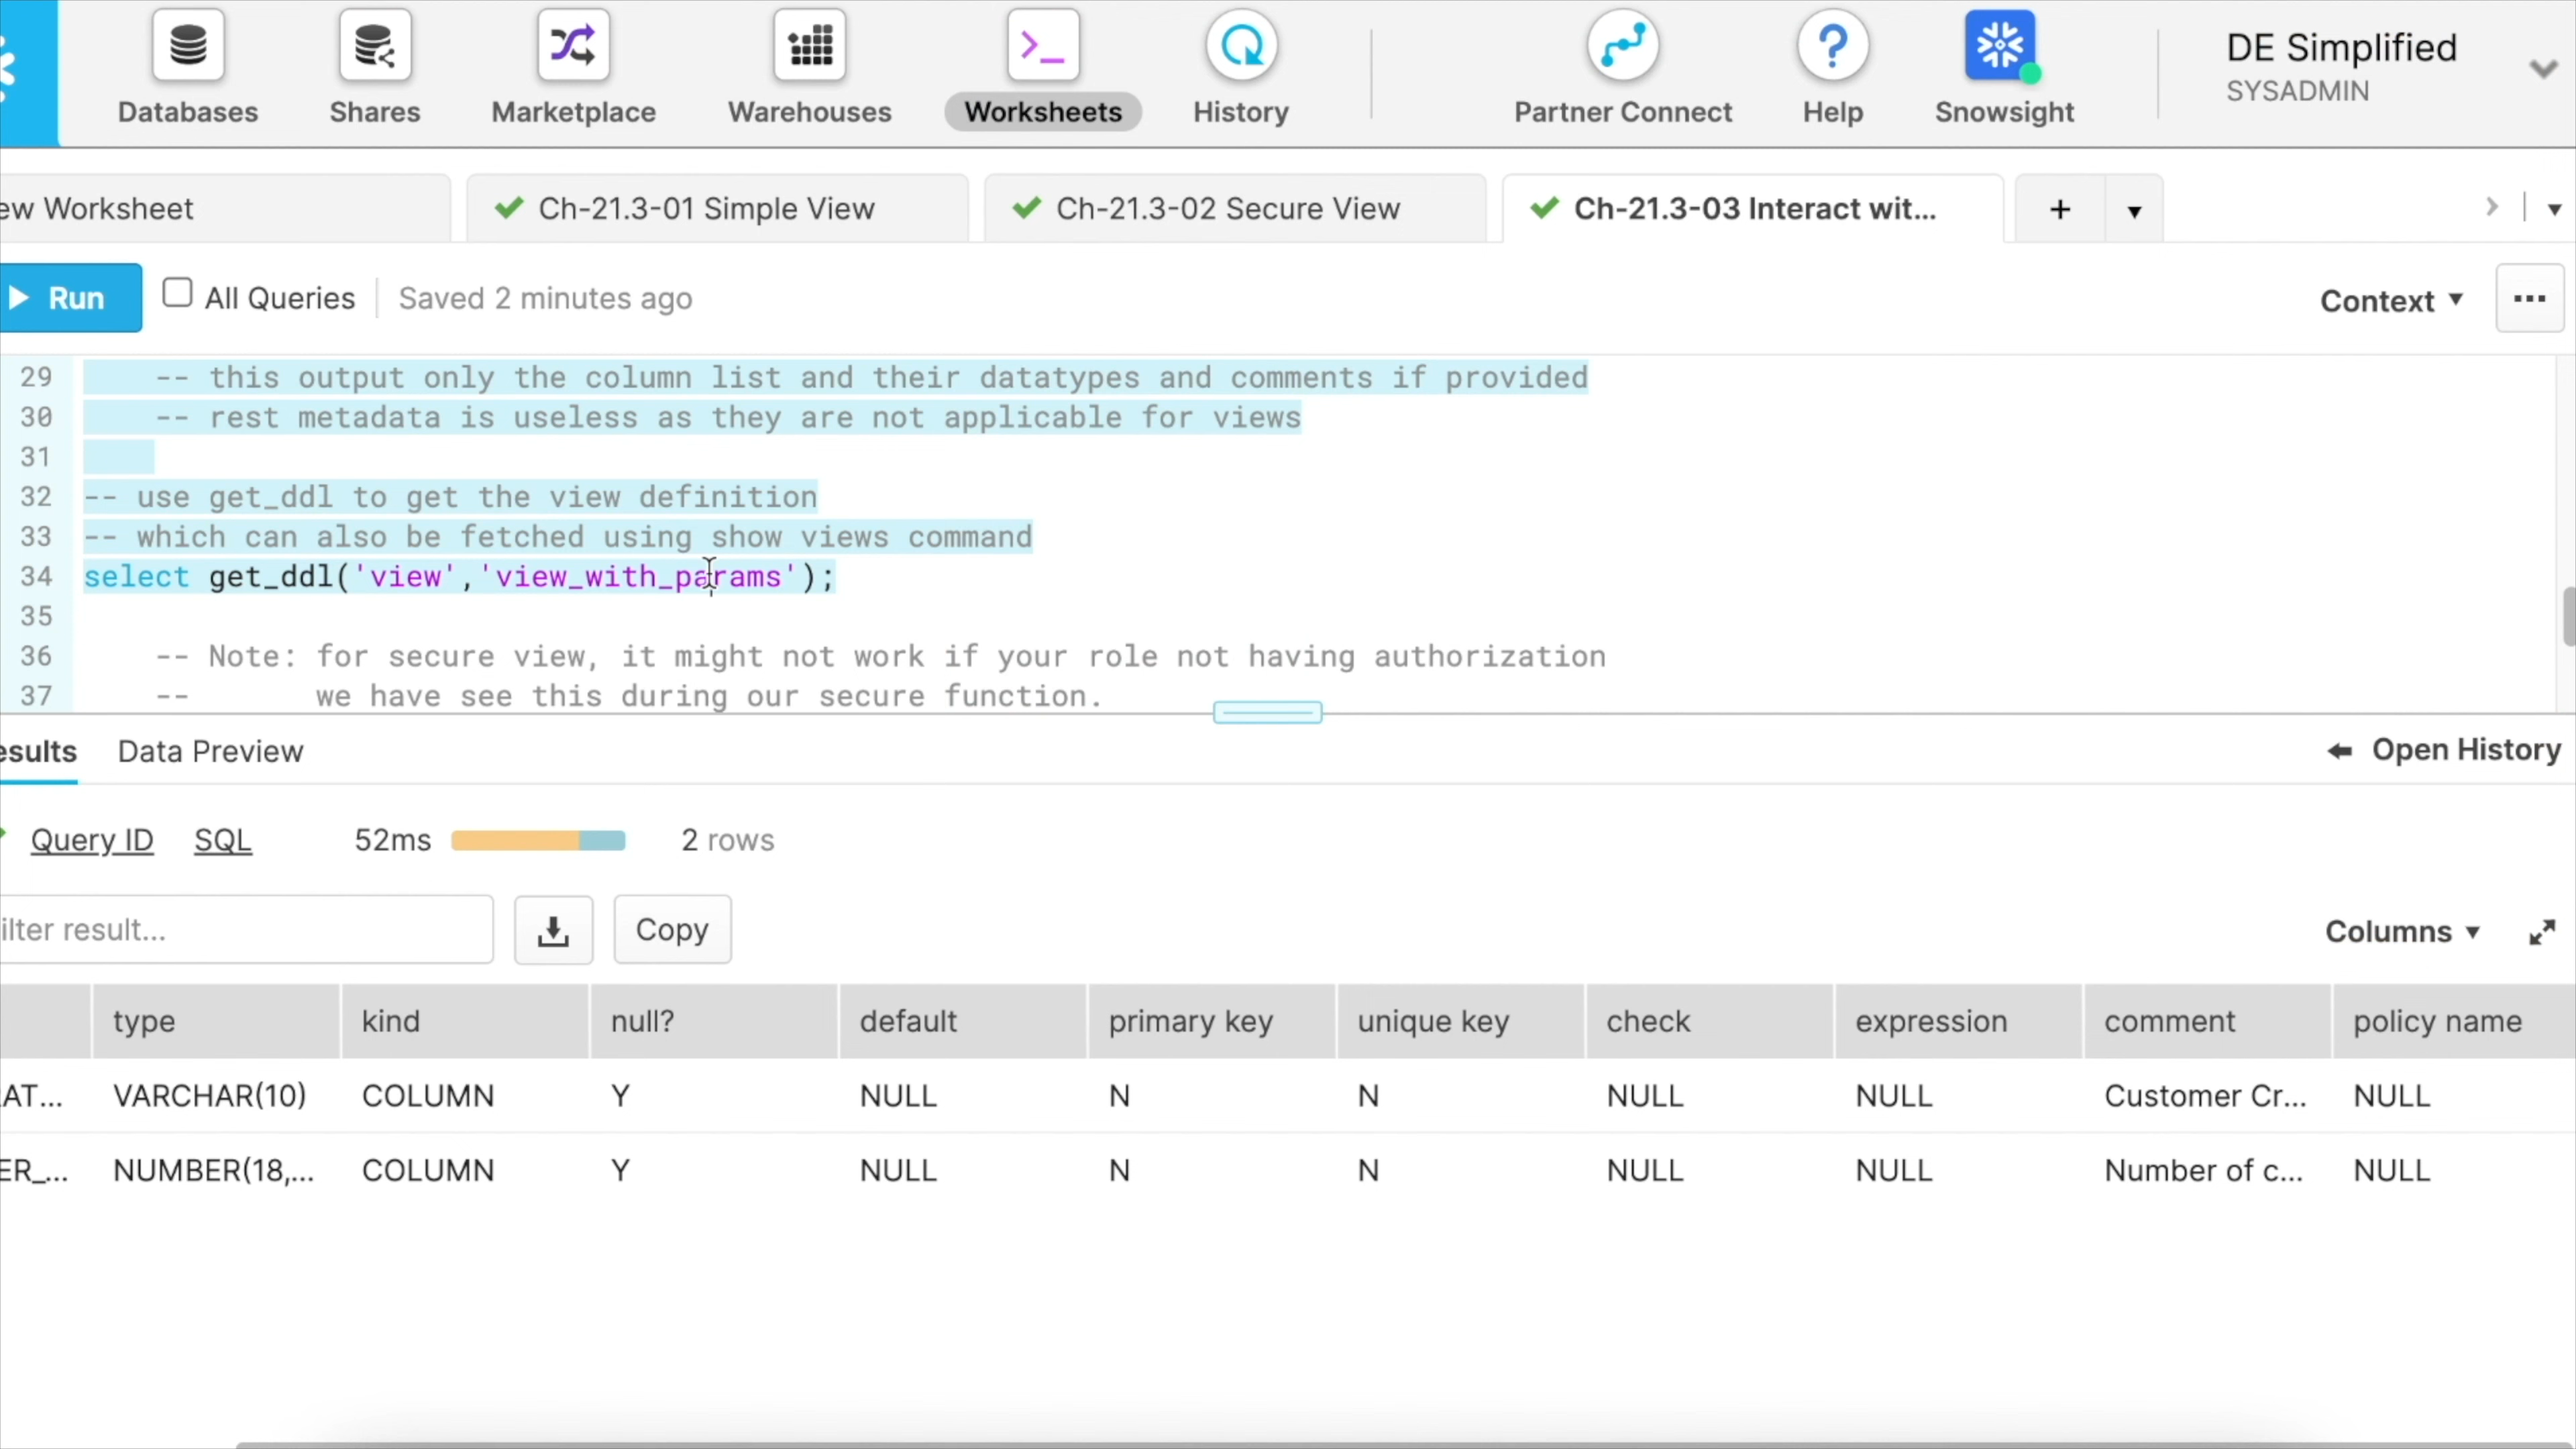 Databases Shares Marketplace Warehouses Worksheets History Partner Connect Help Snowsight
DE Simplified
SYSADMIN
ew Worksheet Ch-21.3-01 Simple View Ch-21.3-02 Secure View Ch-21.3-03 Interact wit... +
Run All Queries Saved 2 minutes ago Context ...
29 -- this output only the column list and their datatypes and comments if provided
30 -- rest metadata is useless as they are not applicable for views
31
32 -- use get_ddl to get the view definition
33 -- which can also be fetched using show views command
34 select get_ddl('view','view_with_params');
35
36 -- Note: for secure view, it might not work if your role not having authorization
37 -- we have see this during our secure function.
esults Data Preview Open History
Query ID SQL 52ms 2 rows
ilter result... Copy Columns
type kind null? default primary key unique key check expression comment policy name
AT... VARCHAR(10) COLUMN Y NULL N N NULL NULL Customer Cr... NULL
ER_... NUMBER(18,... COLUMN Y NULL N N NULL NULL Number of c... NULL